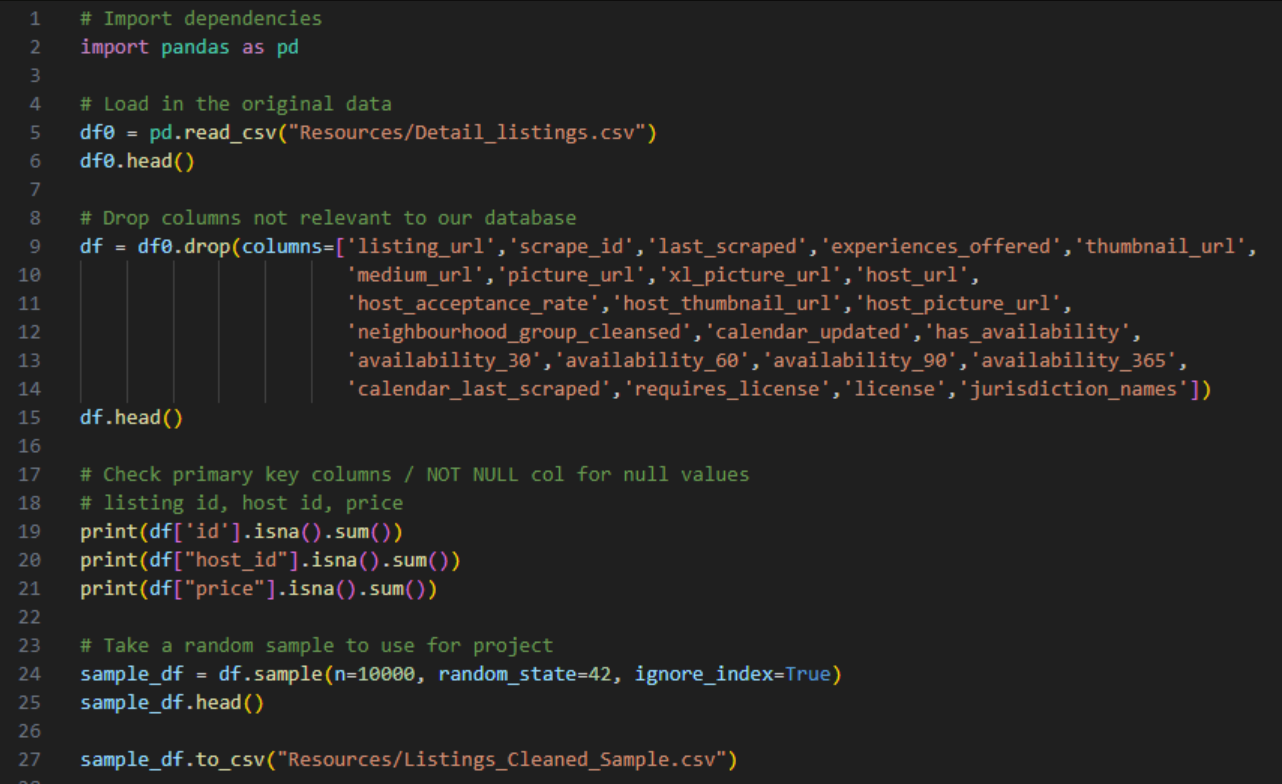 1 # Import dependencies
2 import pandas as pd
3
4 # Load in the original data
5 df0 = pd.read_csv("Resources/Detail_listings.csv")
6 df0.head()
7
8 # Drop columns not relevant to our database
9 df = df0.drop(columns=['listing_url','scrape_id','last_scraped','experiences_offered','thumbnail_url',
10 'medium_url','picture_url','xl_picture_url','host_url',
11 'host_acceptance_rate','host_thumbnail_url','host_picture_url',
12 'neighbourhood_group_cleansed','calendar_updated','has_availability',
13 'availability_30','availability_60','availability_90','availability_365',
14 'calendar_last_scraped','requires_license','license','jurisdiction_names'])
15 df.head()
16
17 # Check primary key columns / NOT NULL col for null values
18 # listing id, host id, price
19 print(df['id'].isna().sum())
20 print(df["host_id"].isna().sum())
21 print(df["price"].isna().sum())
22
23 # Take a random sample to use for project
24 sample_df = df.sample(n=10000, random_state=42, ignore_index=True)
25 sample_df.head()
26
27 sample_df.to_csv("Resources/Listings_Cleaned_Sample.csv")